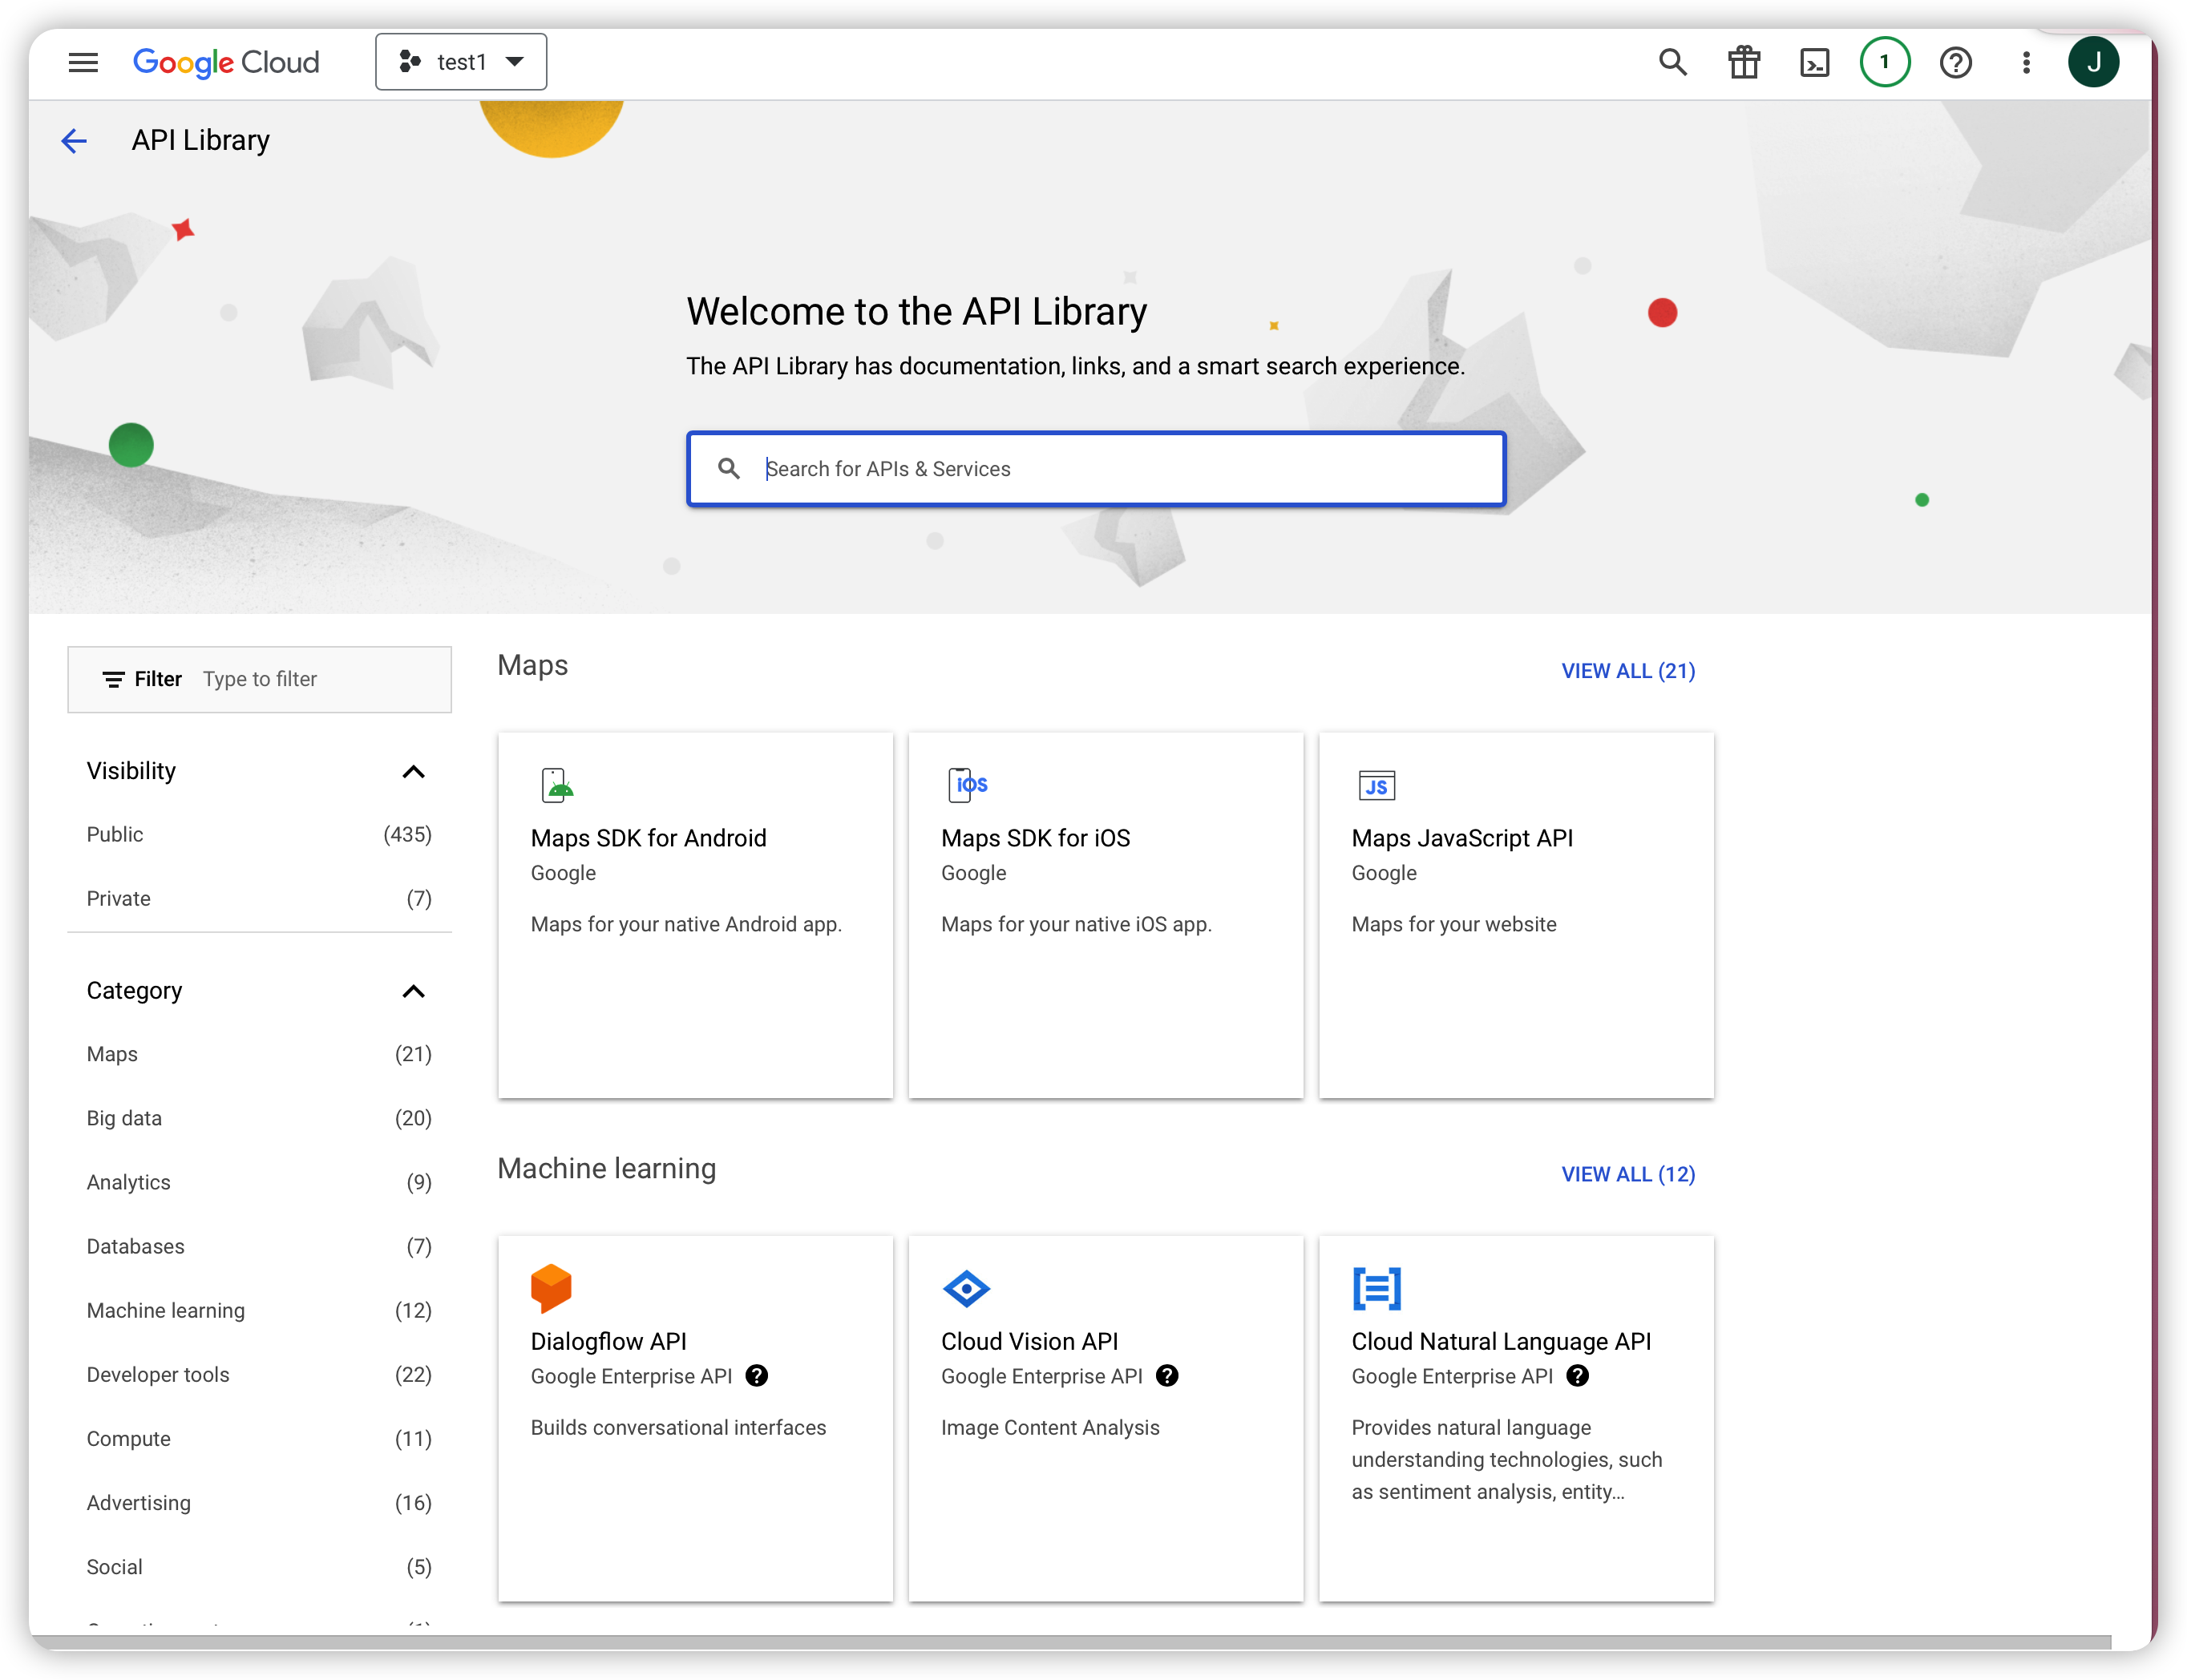 Google Cloud
test1
1
J
API Library
Welcome to the API Library
The API Library has documentation, links, and a smart search experience.
Search for APIs & Services
Filter Type to filter
Visibility
Public (435)
Private (7)
Category
Maps (21)
Big data (20)
Analytics (9)
Databases (7)
Machine learning (12)
Developer tools (22)
Compute (11)
Advertising (16)
Social (5)
Maps
VIEW ALL (21)
iOS
JS
Maps SDK for Android
Google
Maps for your native Android app.
Maps SDK for iOS
Google
Maps for your native iOS app.
Maps JavaScript API
Google
Maps for your website
Machine learning
VIEW ALL (12)
Dialogflow API
Google Enterprise API
Builds conversational interfaces
Cloud Vision API
Google Enterprise API
Image Content Analysis
Cloud Natural Language API
Google Enterprise API
Provides natural language
understanding technologies, such
as sentiment analysis, entity…